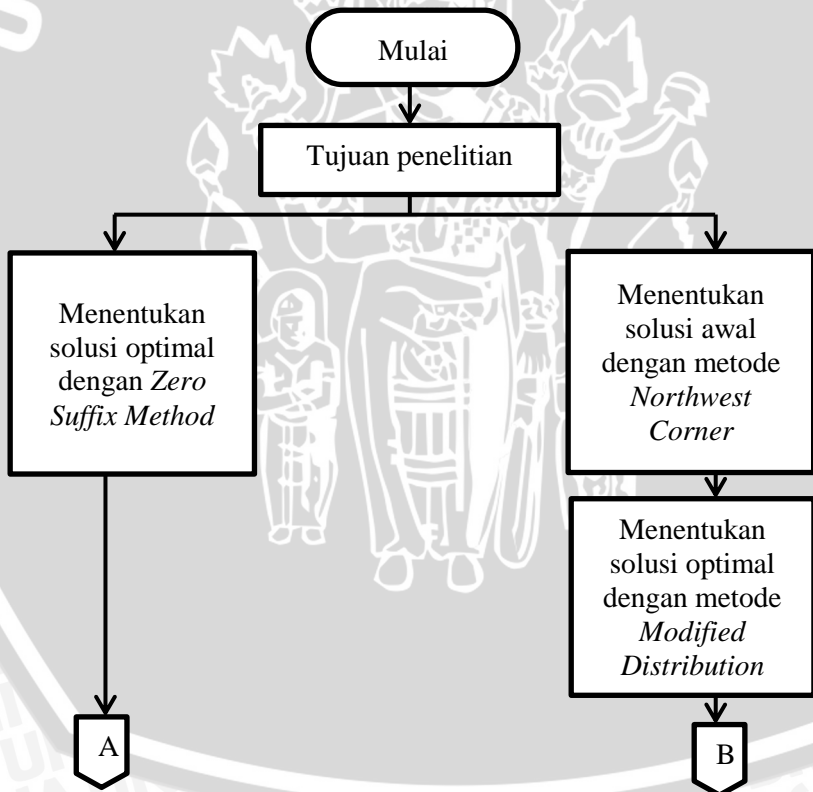 Mulai
Tujuan penelitian
Menentukan
solusi optimal
dengan Zero
Suffix Method
Menentukan
solusi awal
dengan metode
Northwest
Corner
Menentukan
solusi optimal
dengan metode
Modified
Distribution
A
B